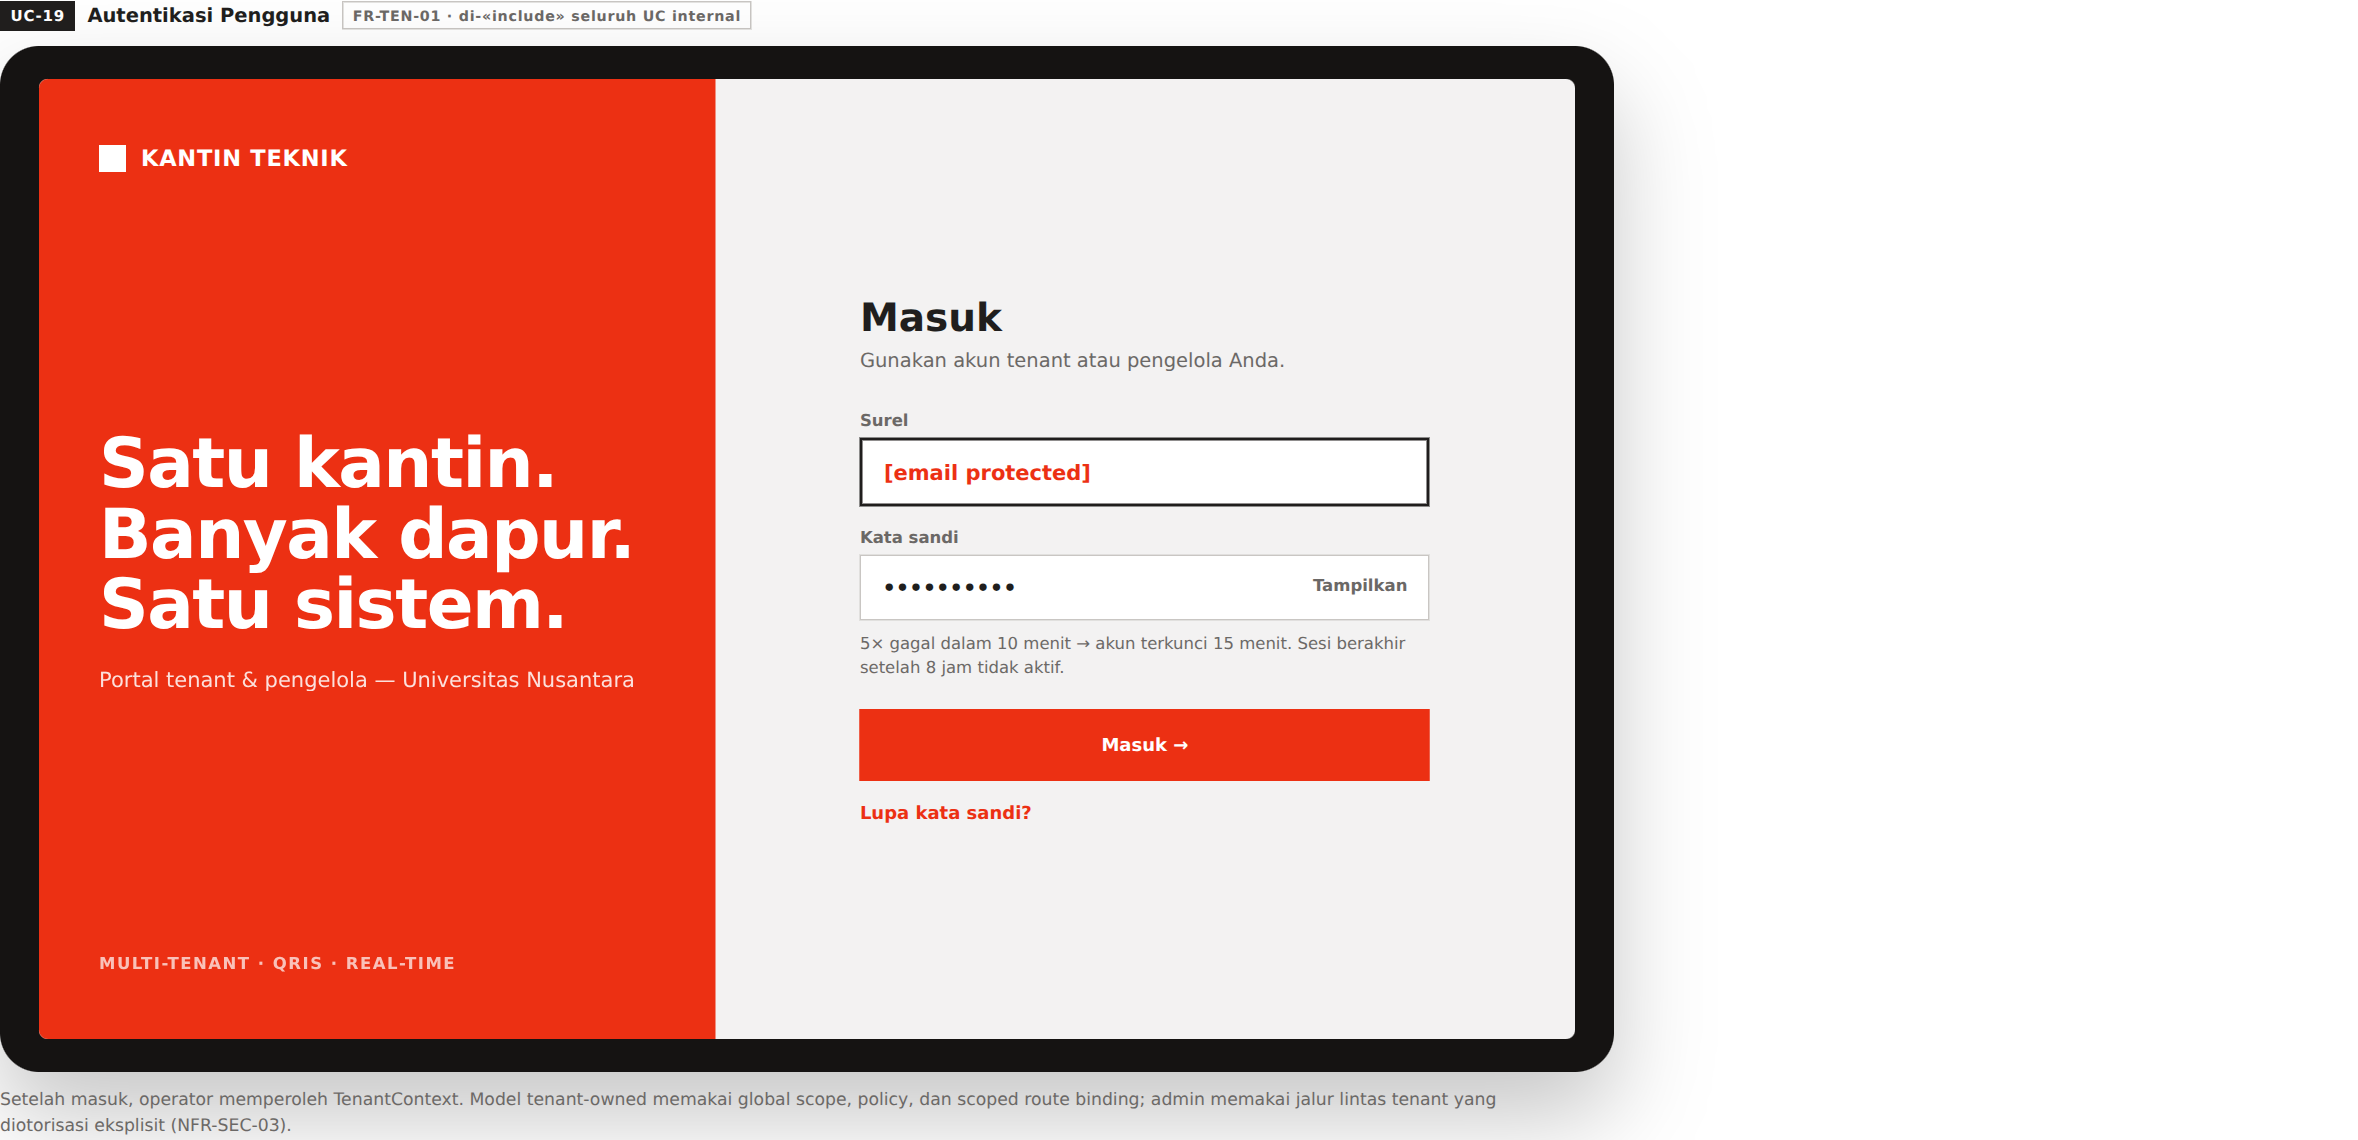 UC-19 Autentikasi Pengguna FR-TEN-01 · di-«include» seluruh UC internal
KANTIN TEKNIK
Satu kantin.
Banyak dapur.
Satu sistem.
Portal tenant & pengelola — Universitas Nusantara
MULTI-TENANT · QRIS · REAL-TIME
Masuk
Gunakan akun tenant atau pengelola Anda.
Surel
[email protected]
Kata sandi
•••••••••• Tampilkan
5× gagal dalam 10 menit → akun terkunci 15 menit. Sesi berakhir
setelah 8 jam tidak aktif.
Masuk →
Lupa kata sandi?
Setelah masuk, operator memperoleh TenantContext. Model tenant-owned memakai global scope, policy, dan scoped route binding; admin memakai jalur lintas tenant yang
diotorisasi eksplisit (NFR-SEC-03).